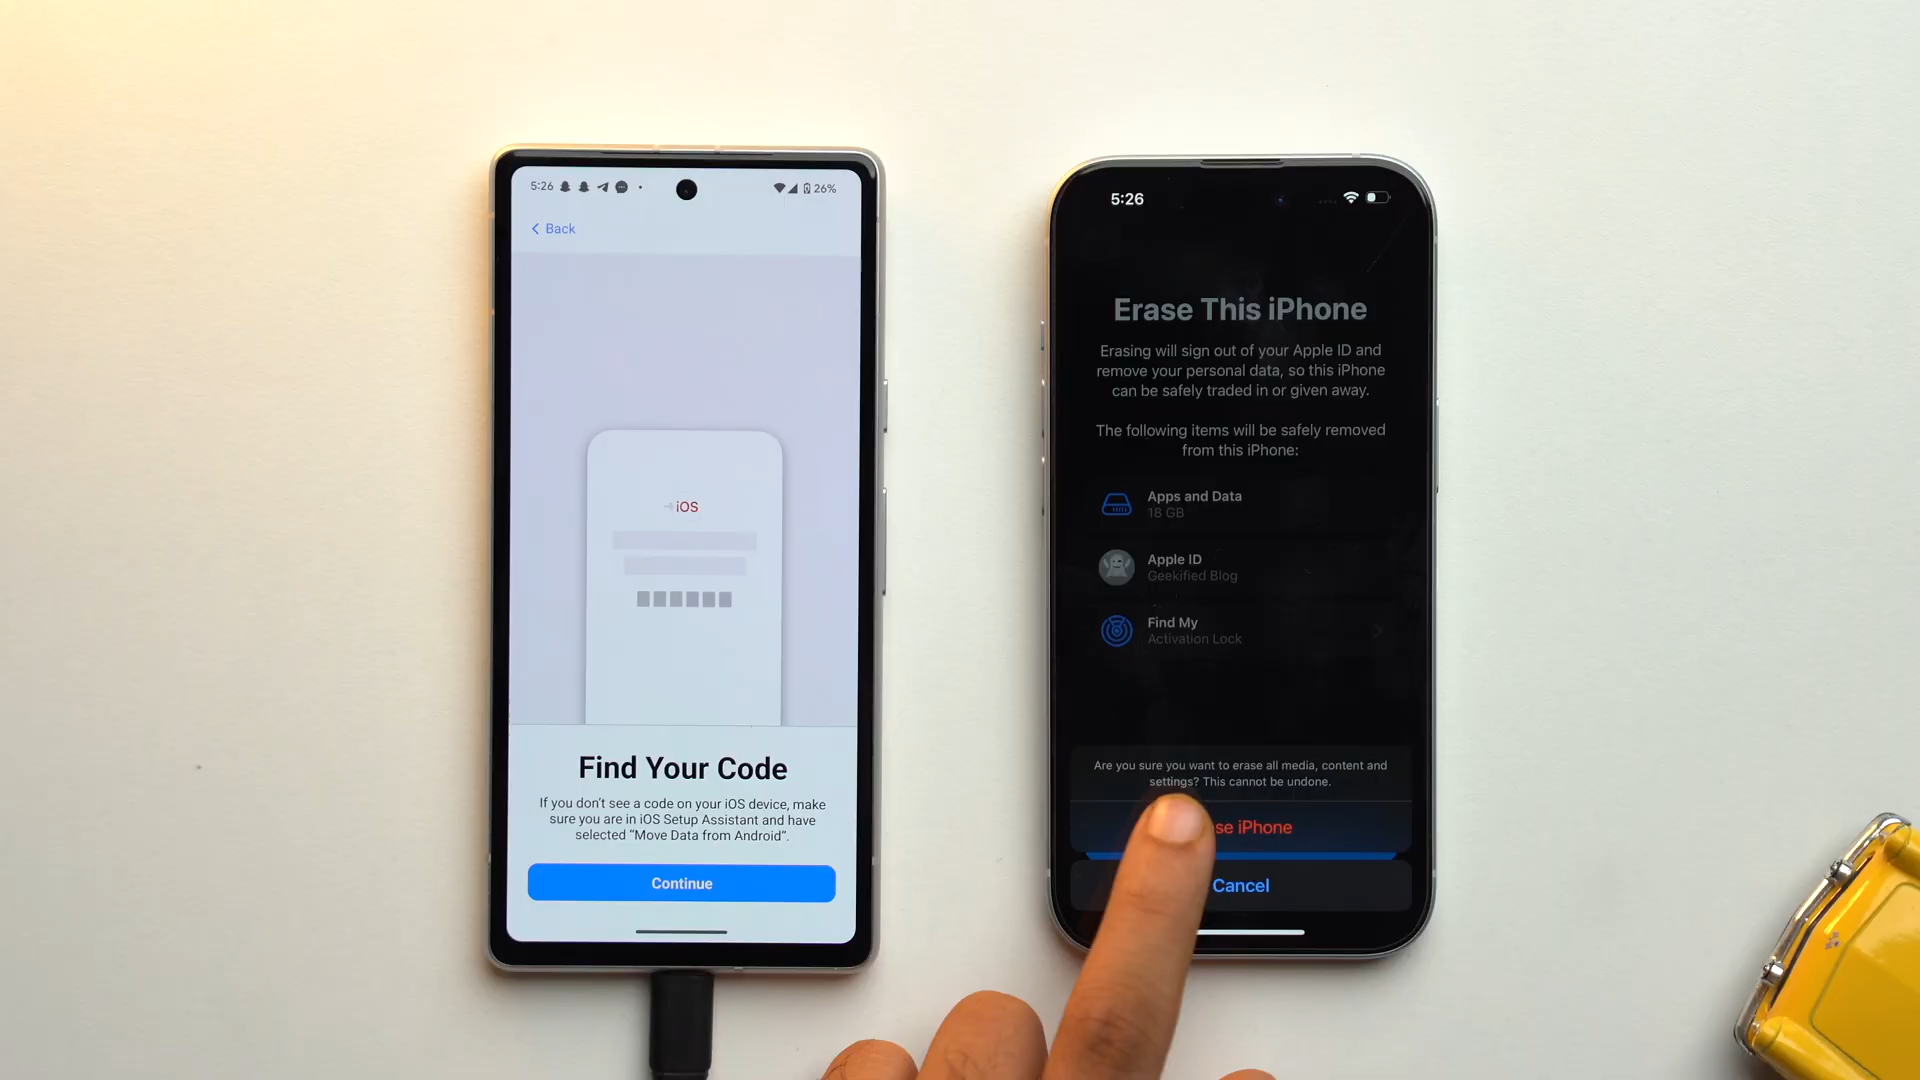 5:26
26%
Back
iOS
Find Your Code
If you don't see a code on your iOS device, make
sure you are in iOS Setup Assistant and have
selected “Move Data from Android”.
Continue
5:26
Erase This iPhone
Erasing will sign out of your Apple ID and
remove your personal data, so this iPhone
can be safely traded in or given away.
The following items will be safely removed
from this iPhone:
Apps and Data
18 GB
Apple ID
Geekified Blog
Find My
Activation Lock
Are you sure you want to erase all media, content and
settings? This cannot be undone.
iPhone
Cancel